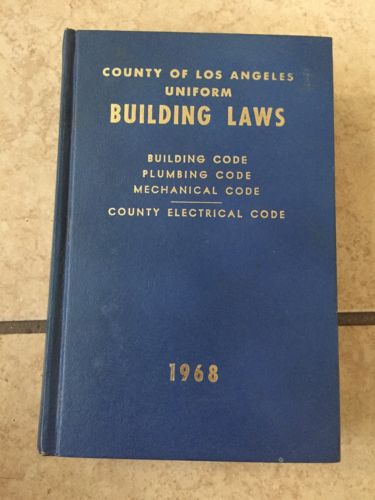 COUNTY OF LOS ANGELES
UNIFORM
BUILDING LAWS
BUILDING CODE
PLUMBING CODE
MECHANICAL CODE
COUNTY ELECTRICAL CODE
1968